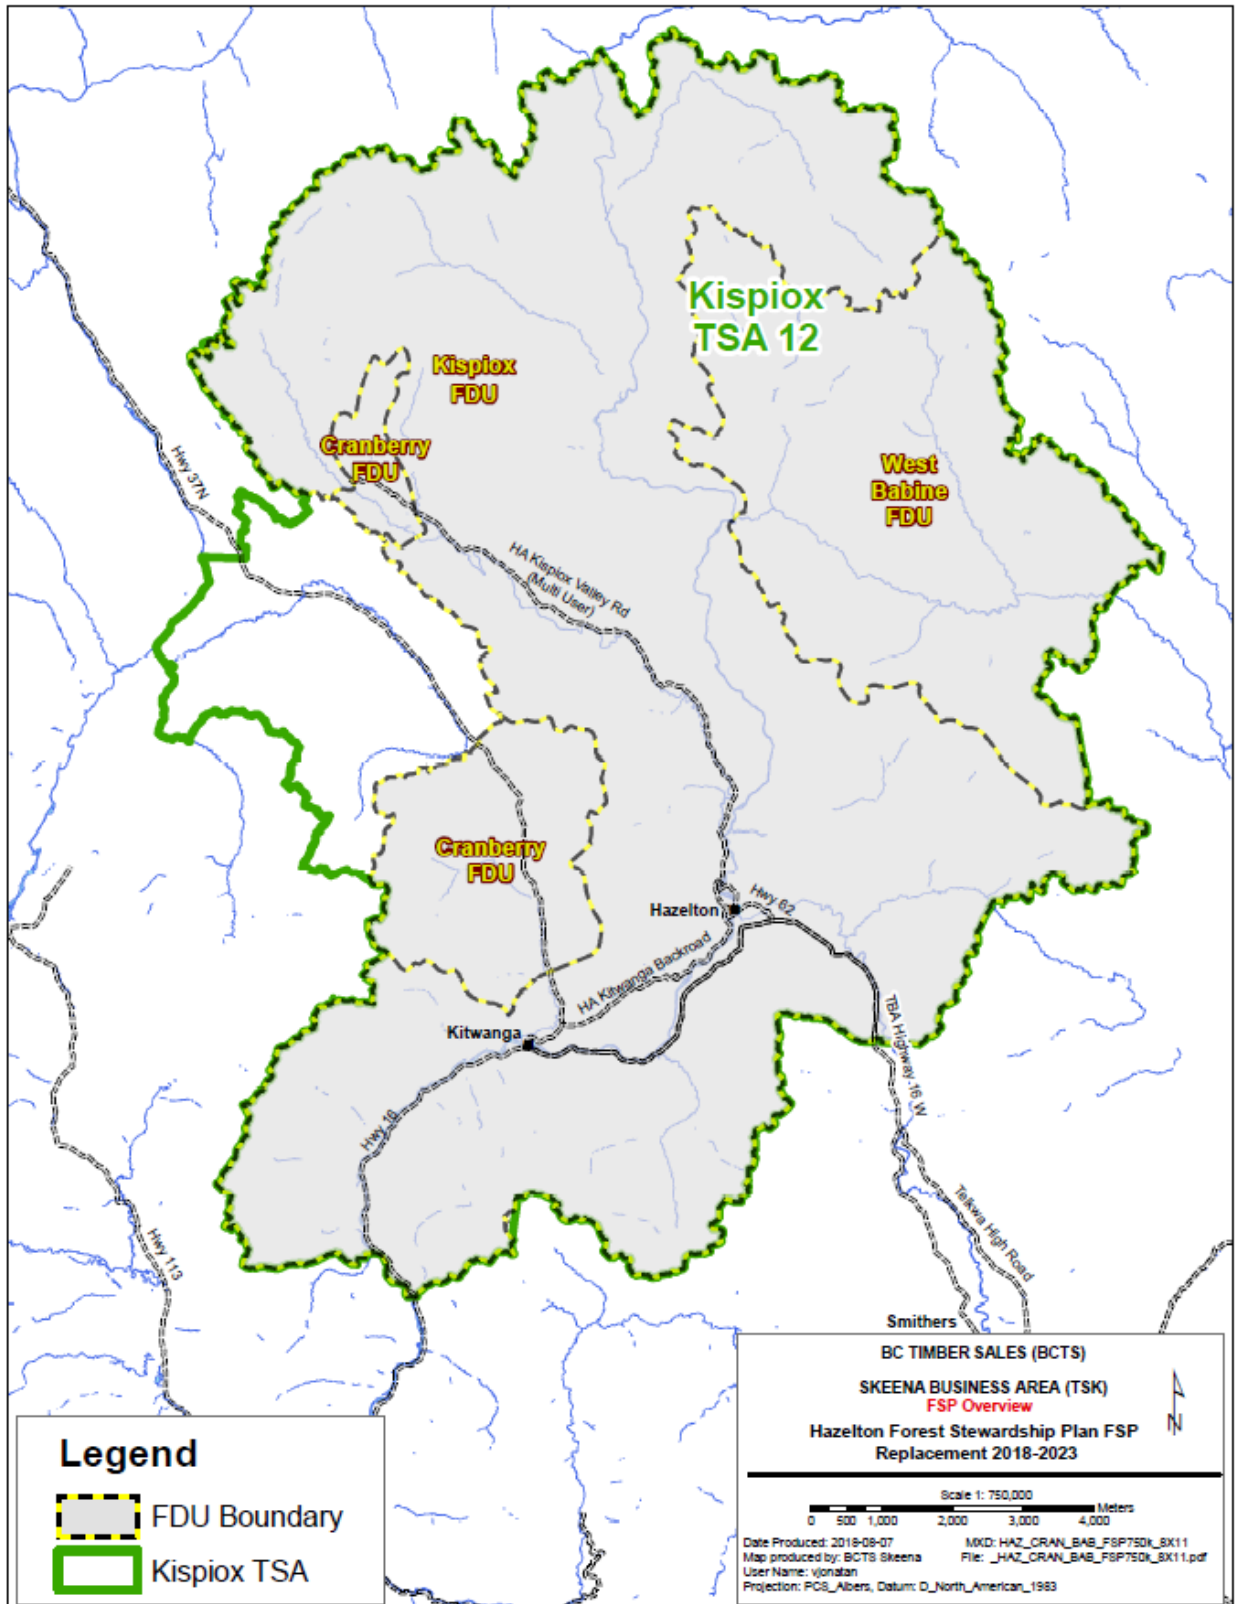 Kispiox
TSA 12
Kispiox
FDU
Cranberry
FDU
West
Babine
FDU
Hwy 37N
HA Kispiox Valley Rd
(Multi User)
Cranberry
FDU
Hazelton
Hwy 62
HA Kitwanga Backroad
Kitwanga
TBA Highway 16 W
Hwy 16
Telkwa High Road
Hwy 113
Smithers
BC TIMBER SALES (BCTS)
SKEENA BUSINESS AREA (TSK)
FSP Overview
Hazelton Forest Stewardship Plan FSP
Replacement 2018-2023
N
Scale 1: 750,000
Meters
0 500 1,000 2,000 3,000 4,000
Date Produced: 2018-08-07 MXD: HAZ_CRAN_BAB_FSP750k_8X11
Map produced by: BCTS Skeena File: _HAZ_CRAN_BAB_FSP750k_8X11.pdf
User Name: vjonatan
Projection: PCS_Albers, Datum: D_North_American_1983
Legend
FDU Boundary
Kispiox TSA